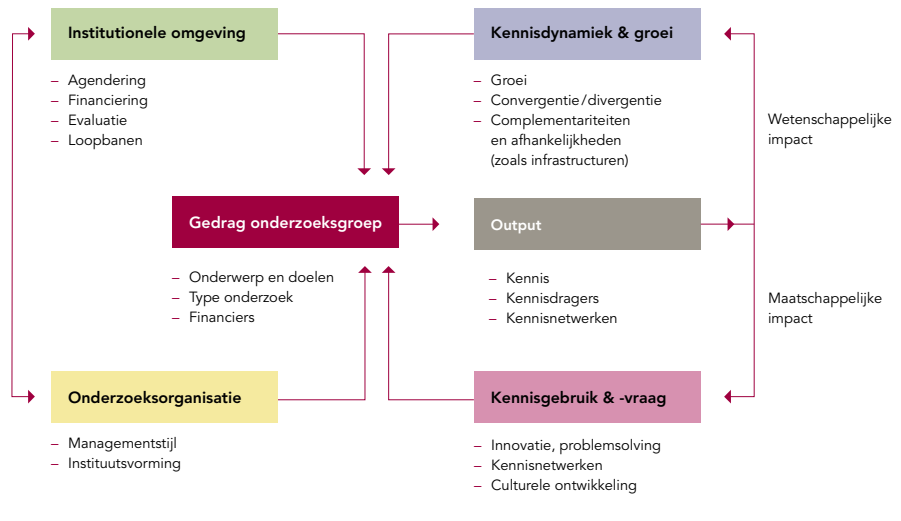 Institutionele omgeving
– Agendering
– Financiering
– Evaluatie
– Loopbanen
Kennisdynamiek & groei
– Groei
– Convergentie/divergentie
– Complementariteiten
en afhankelijkheden
(zoals infrastructuren)
Wetenschappelijke
impact
Gedrag onderzoeksgroep
– Onderwerp en doelen
– Type onderzoek
– Financiers
Output
– Kennis
– Kennisdragers
– Kennisnetwerken
Maatschappelijke
impact
Onderzoeksorganisatie
– Managementstijl
– Instituutsvorming
Kennisgebruik & -vraag
– Innovatie, problemsolving
– Kennisnetwerken
– Culturele ontwikkeling